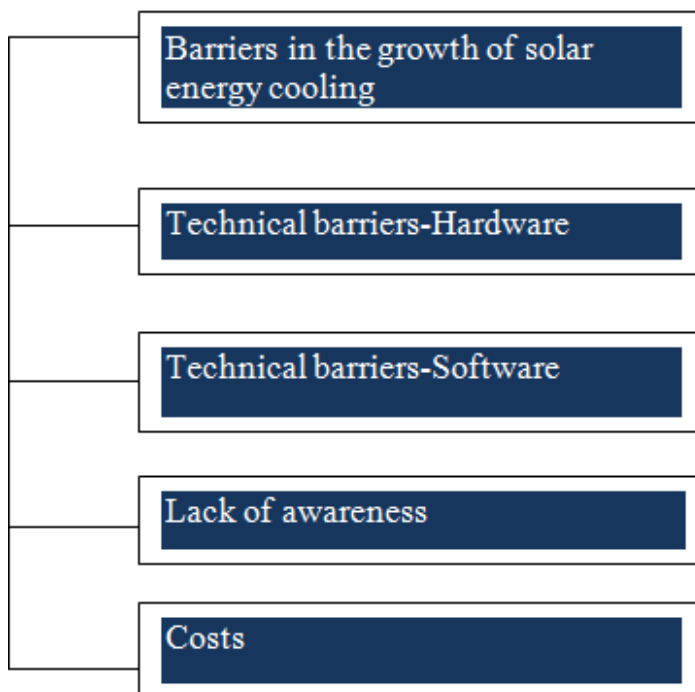 Barriers in the growth of solar
energy cooling
Technical barriers-Hardware
Technical barriers-Software
Lack of awareness
Costs